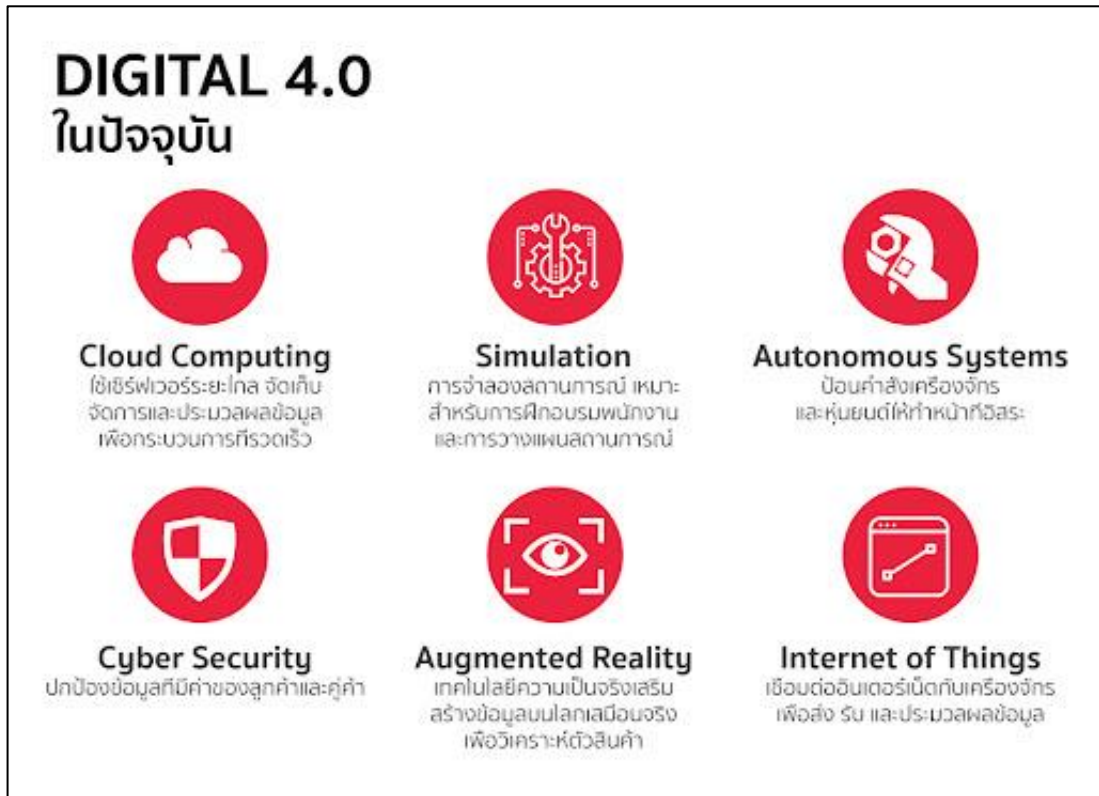 DIGITAL 4.0
ในปัจจุบัน
Cloud Computing
ใช้เซิร์ฟเวอร์ระยะไกล จัดเก็บ
จัดการและประมวลผลข้อมูล
เพื่อกระบวนการที่รวดเร็ว
Simulation
การจำลองสถานการณ์ เหมาะ
สำหรับการฝึกอบรมพนักงาน
และการวางแผนสถานการณ์
Autonomous Systems
ป้อนคำสั่งเครื่องจักร
และหุ่นยนต์ให้ทำหน้าที่อิสระ
Cyber Security
ปกป้องข้อมูลที่มีค่าของลูกค้าและคู่ค้า
Augmented Reality
เทคโนโลยีความเป็นจริงเสริม
สร้างข้อมูลบนโลกเสมือนจริง
เพื่อวิเคราะห์ตัวสินค้า
Internet of Things
เชื่อมต่ออินเตอร์เน็ตกับเครื่องจักร
เพื่อส่ง รับ และประมวลผลข้อมูล